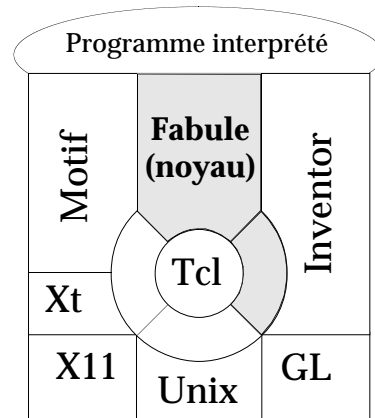 Programme interprété
Motif
Fabule
(noyau)
Inventor
Tcl
Xt
X11
Unix
GL